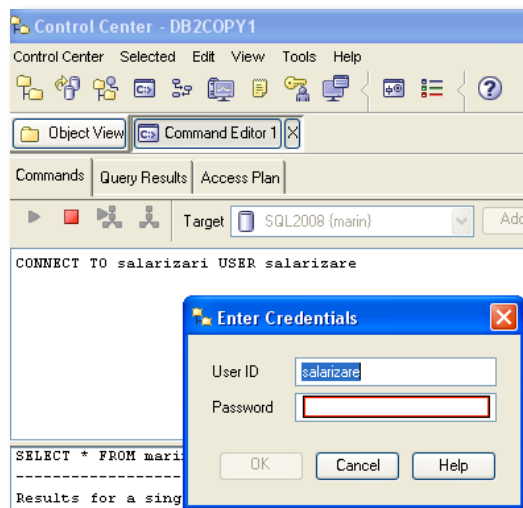 Control Center - DB2COPY1
Control Center Selected Edit View Tools Help
Object View Command Editor 1
Commands Query Results Access Plan
Target SQL2008 {marin} Add
CONNECT TO salarizari USER salarizare
Enter Credentials
User ID salarizare
Password
OK Cancel Help
SELECT * FROM
--------------------
Results for a sing